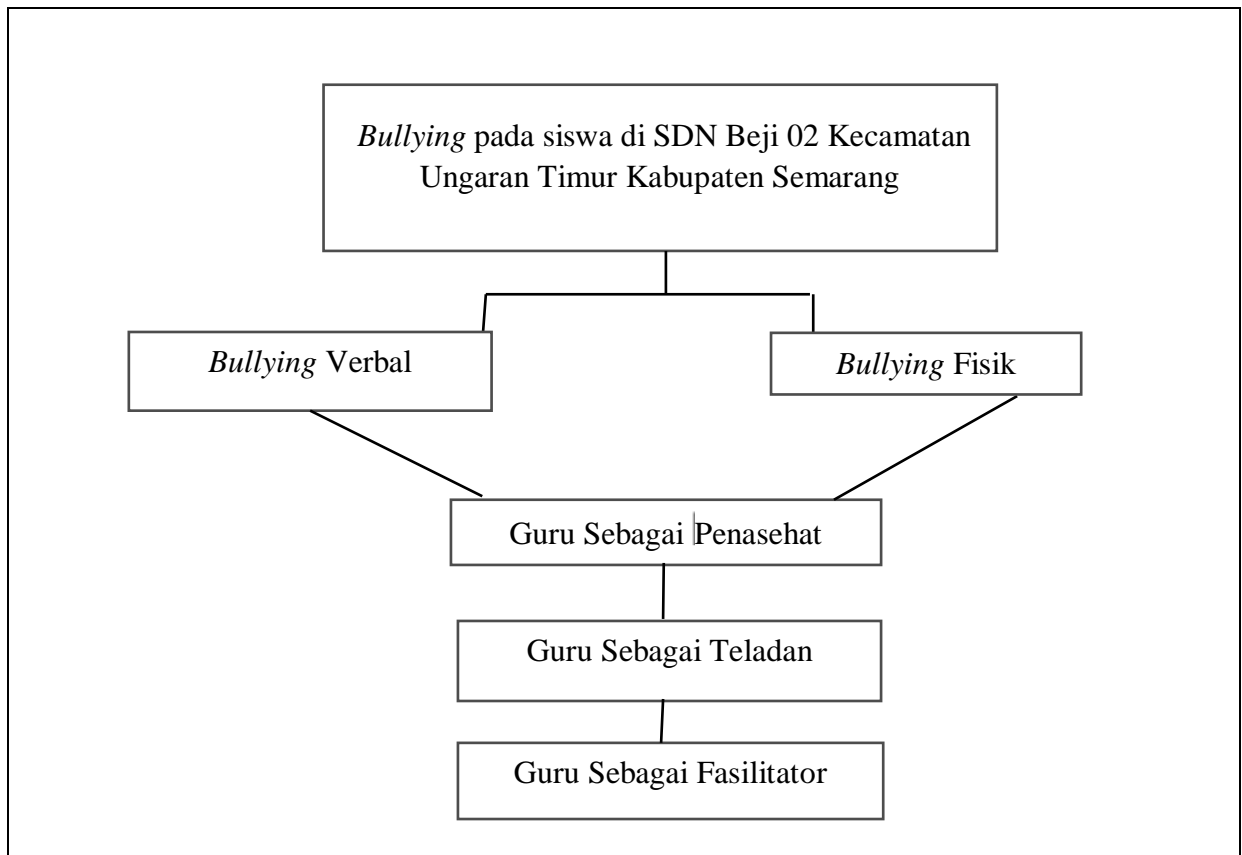 Bullying pada siswa di SDN Beji 02 Kecamatan
Ungaran Timur Kabupaten Semarang
Bullying Verbal
Bullying Fisik
Guru Sebagai Penasehat
Guru Sebagai Teladan
Guru Sebagai Fasilitator